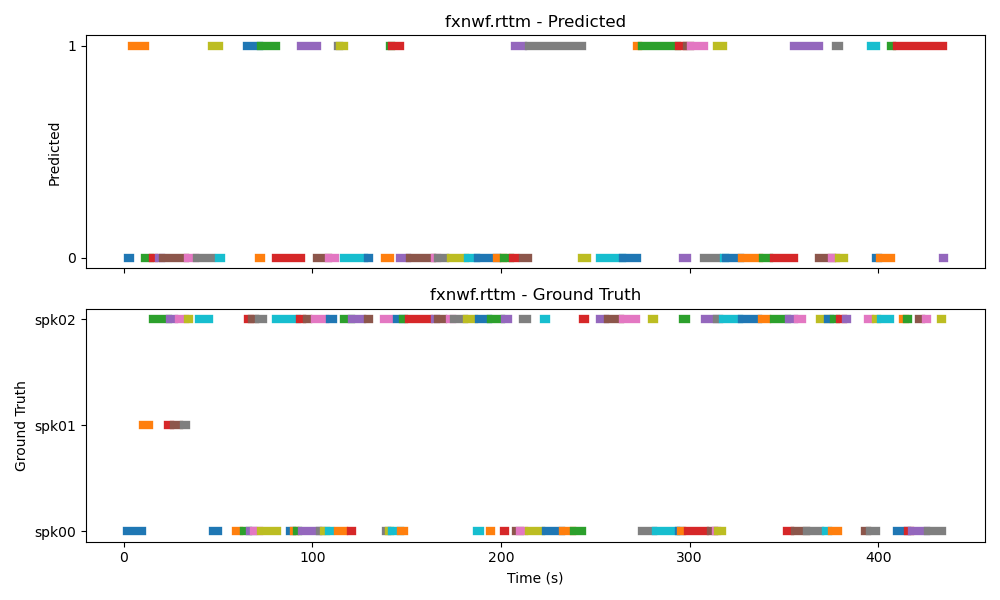 fxnwf.rttm - Predicted
1
0
Predicted
fxnwf.rttm - Ground Truth
spk02
spk01
spk00
Ground Truth
0 100 200 300 400
Time (s)